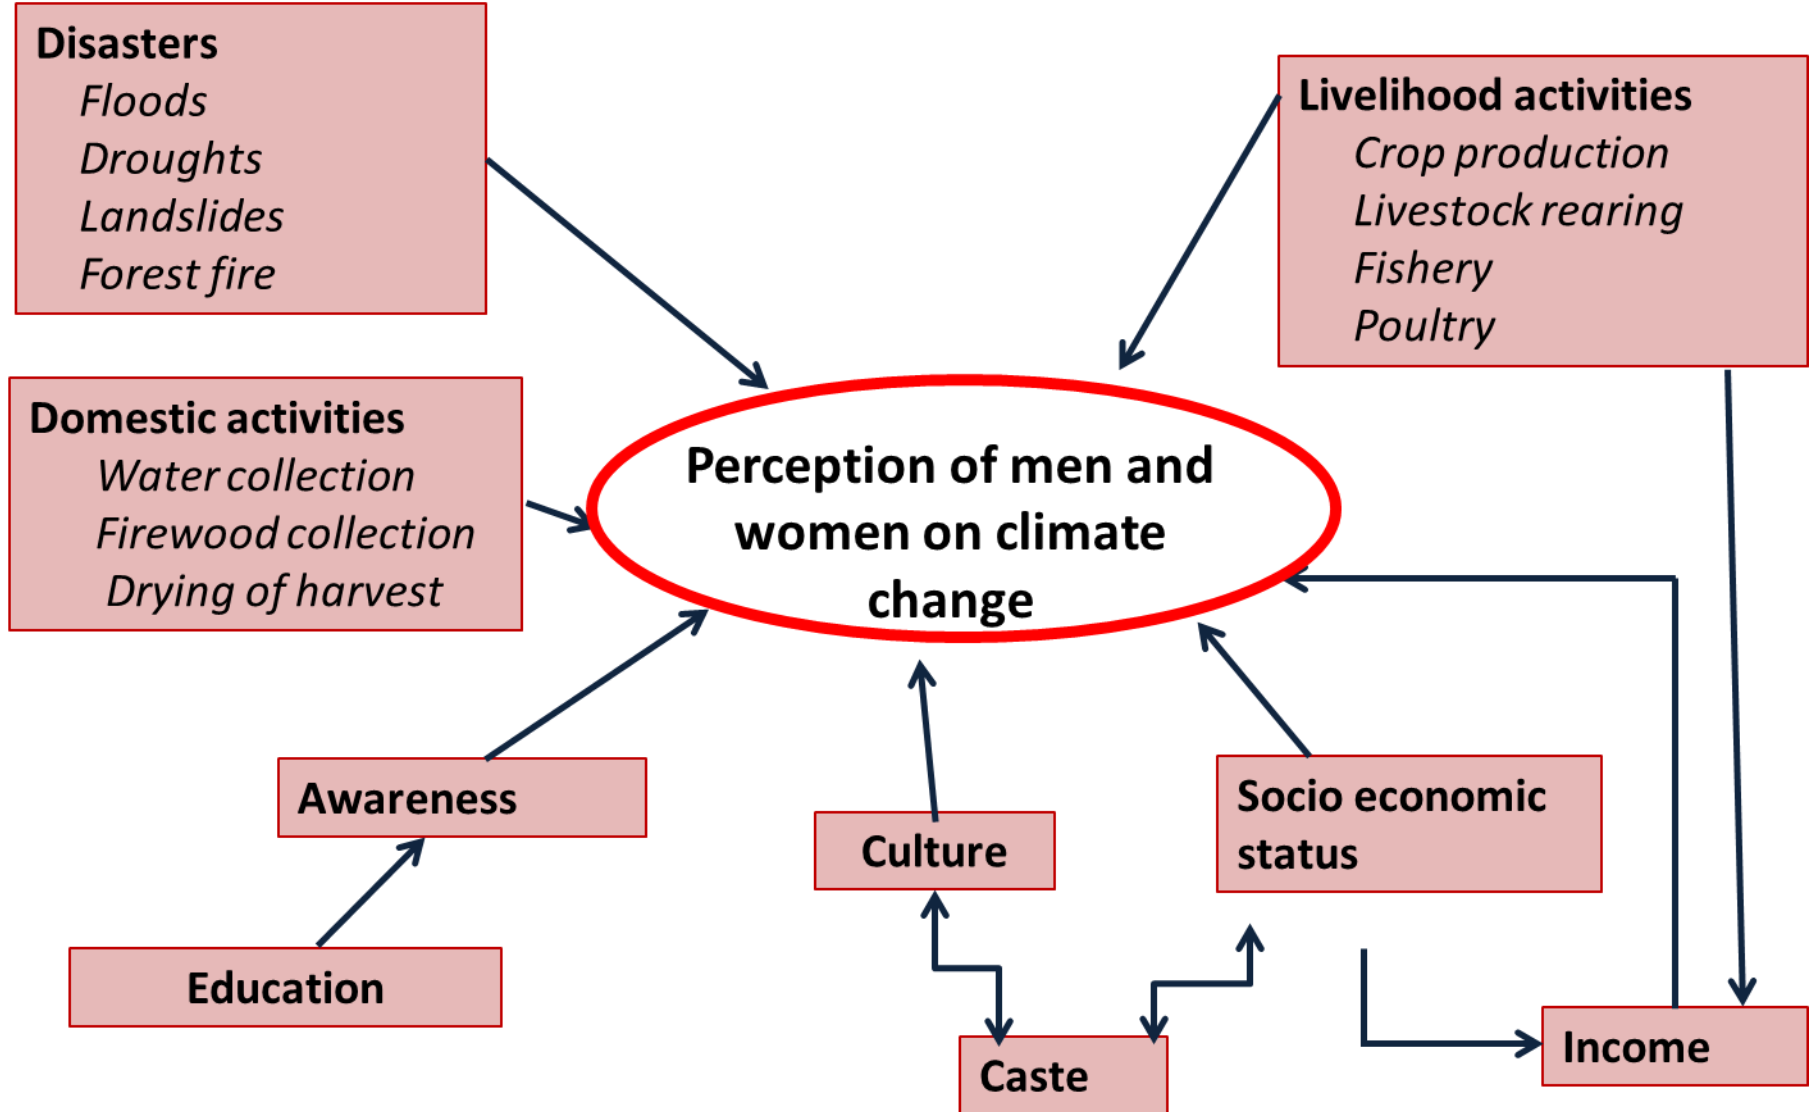 Disasters
Floods
Droughts
Landslides
Forest fire
Livelihood activities
Crop production
Livestock rearing
Fishery
Poultry
Domestic activities
Water collection
Firewood collection
Drying of harvest
Perception of men and
women on climate
change
Awareness
Culture
Socio economic
status
Education
Caste
Income